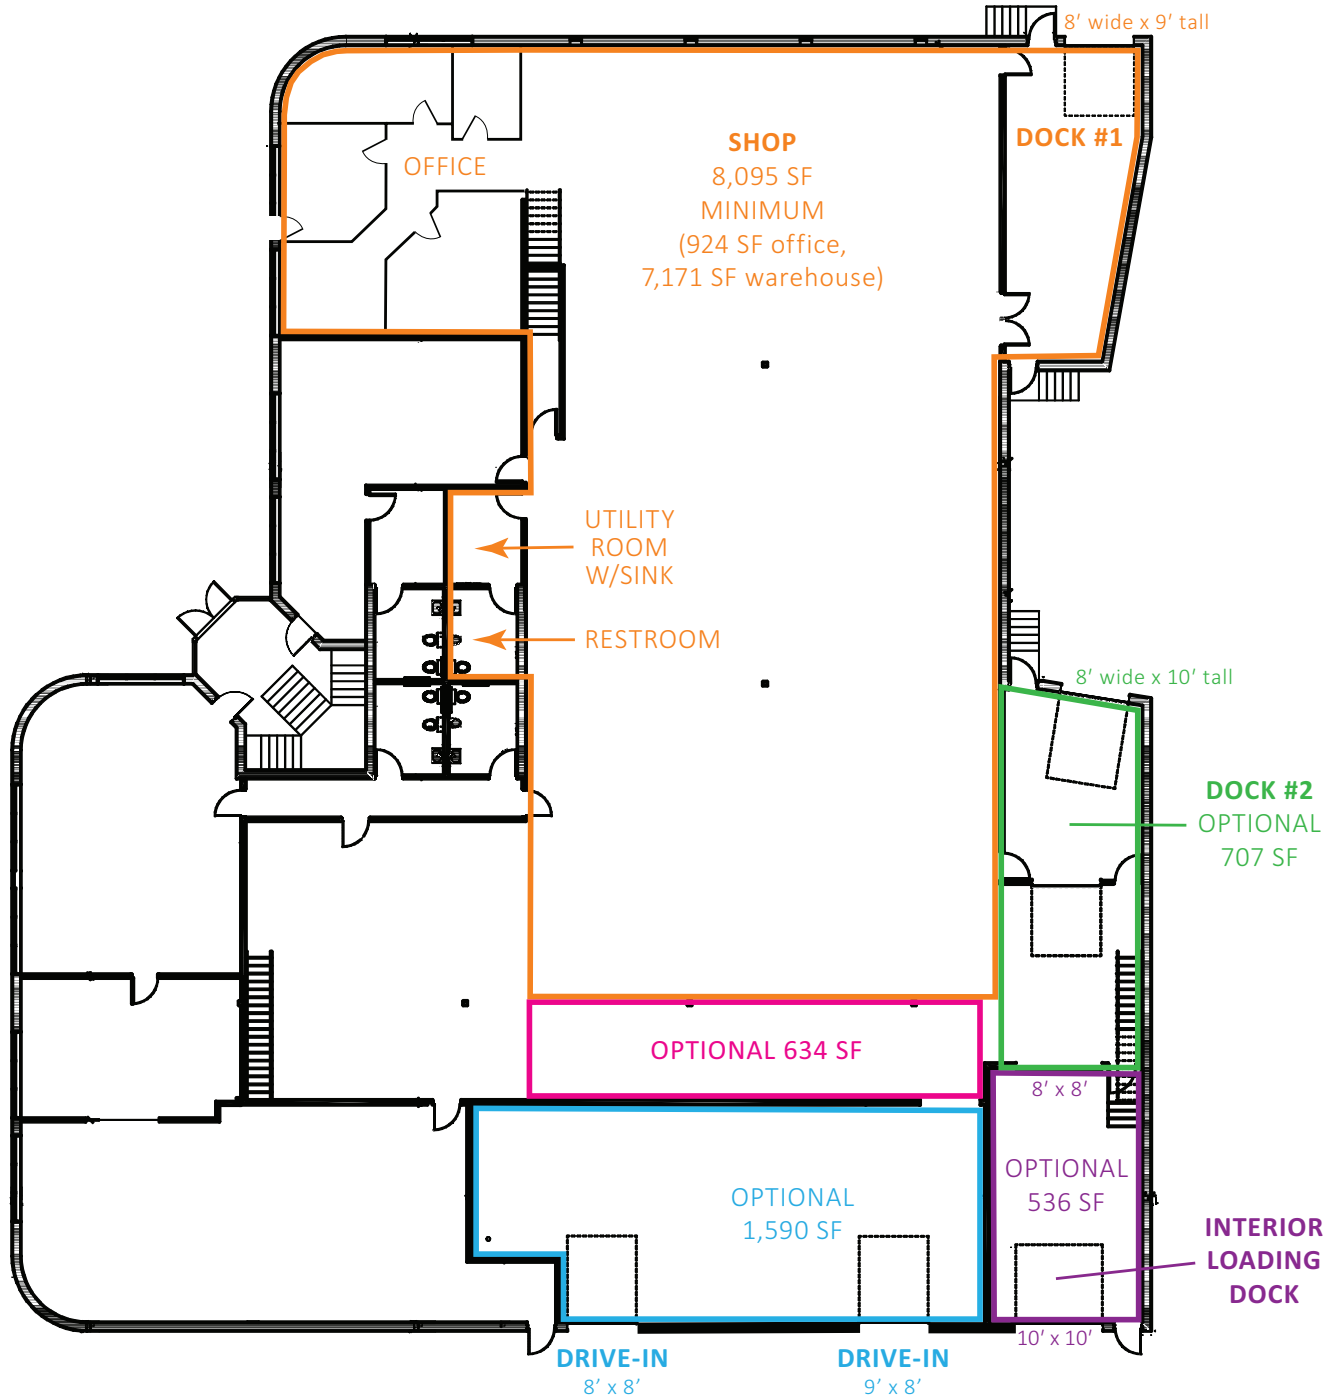 8’ wide x 9’ tall
SHOP
8,095 SF
MINIMUM
(924 SF office,
7,171 SF warehouse)
DOCK #1
OFFICE
UTILITY
ROOM
W/SINK
RESTROOM
8’ wide x 10’ tall
DOCK #2
OPTIONAL
707 SF
OPTIONAL 634 SF
8’ x 8’
OPTIONAL
536 SF
OPTIONAL
1,590 SF
INTERIOR
LOADING
DOCK
10’ x 10’
DRIVE-IN
8’ x 8’
DRIVE-IN
9’ x 8’